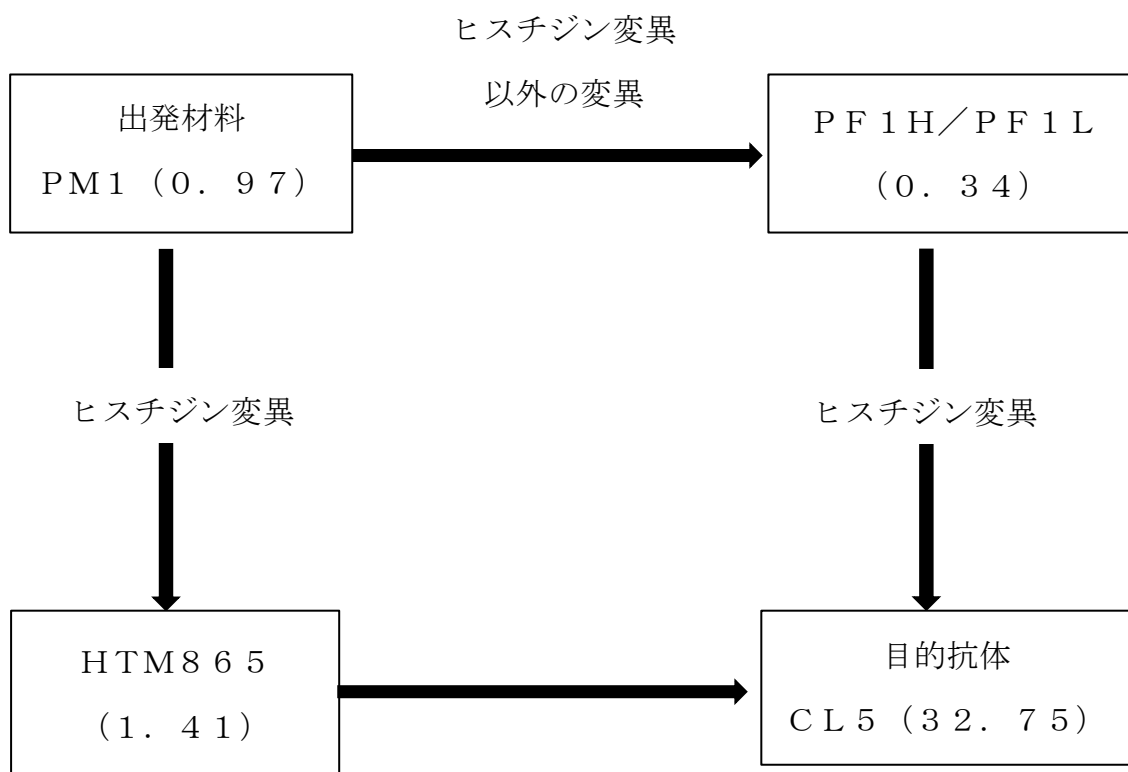 ヒスチジン変異
以外の変異
出発材料
ＰＭ１（０．９７）
ＰＦ１Ｈ／ＰＦ１Ｌ
（０．３４）
ヒスチジン変異
ヒスチジン変異
ＨＴＭ８６５
（１．４１）
目的抗体
ＣＬ５（３２．７５）